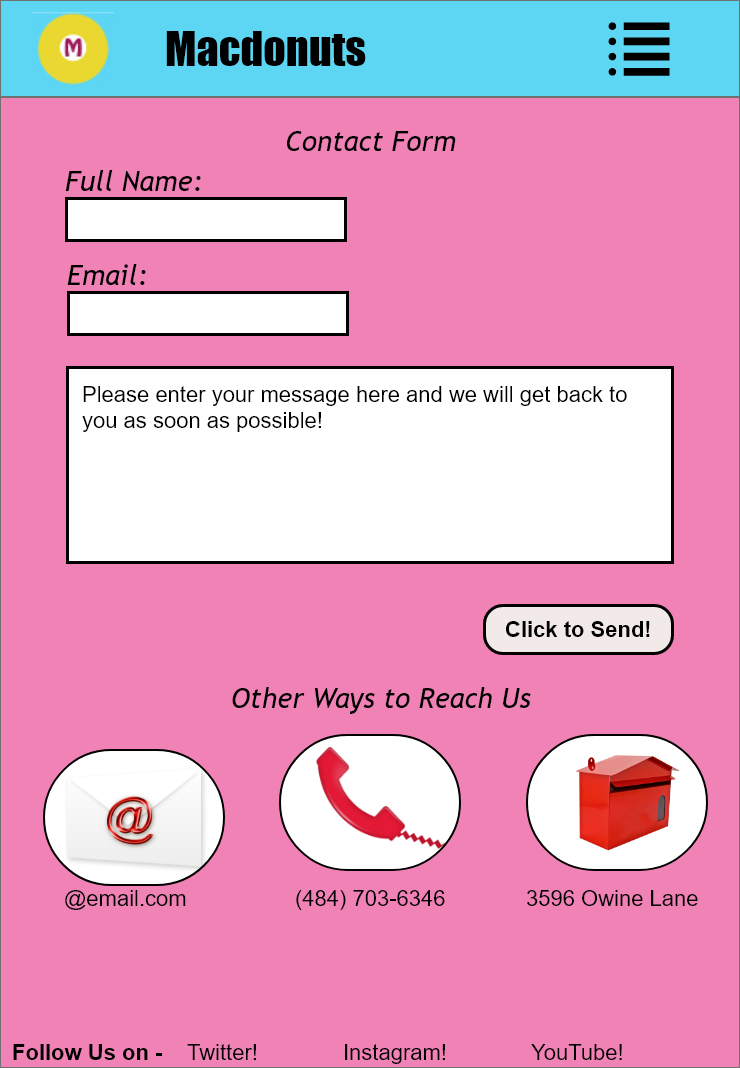 M
Macdonuts
Contact Form
Full Name:
Email:
Please enter your message here and we will get back to
you as soon as possible!
Click to Send!
Other Ways to Reach Us
@
@email.com
(484) 703-6346
3596 Owine Lane
Follow Us on - Twitter! Instagram! YouTube!